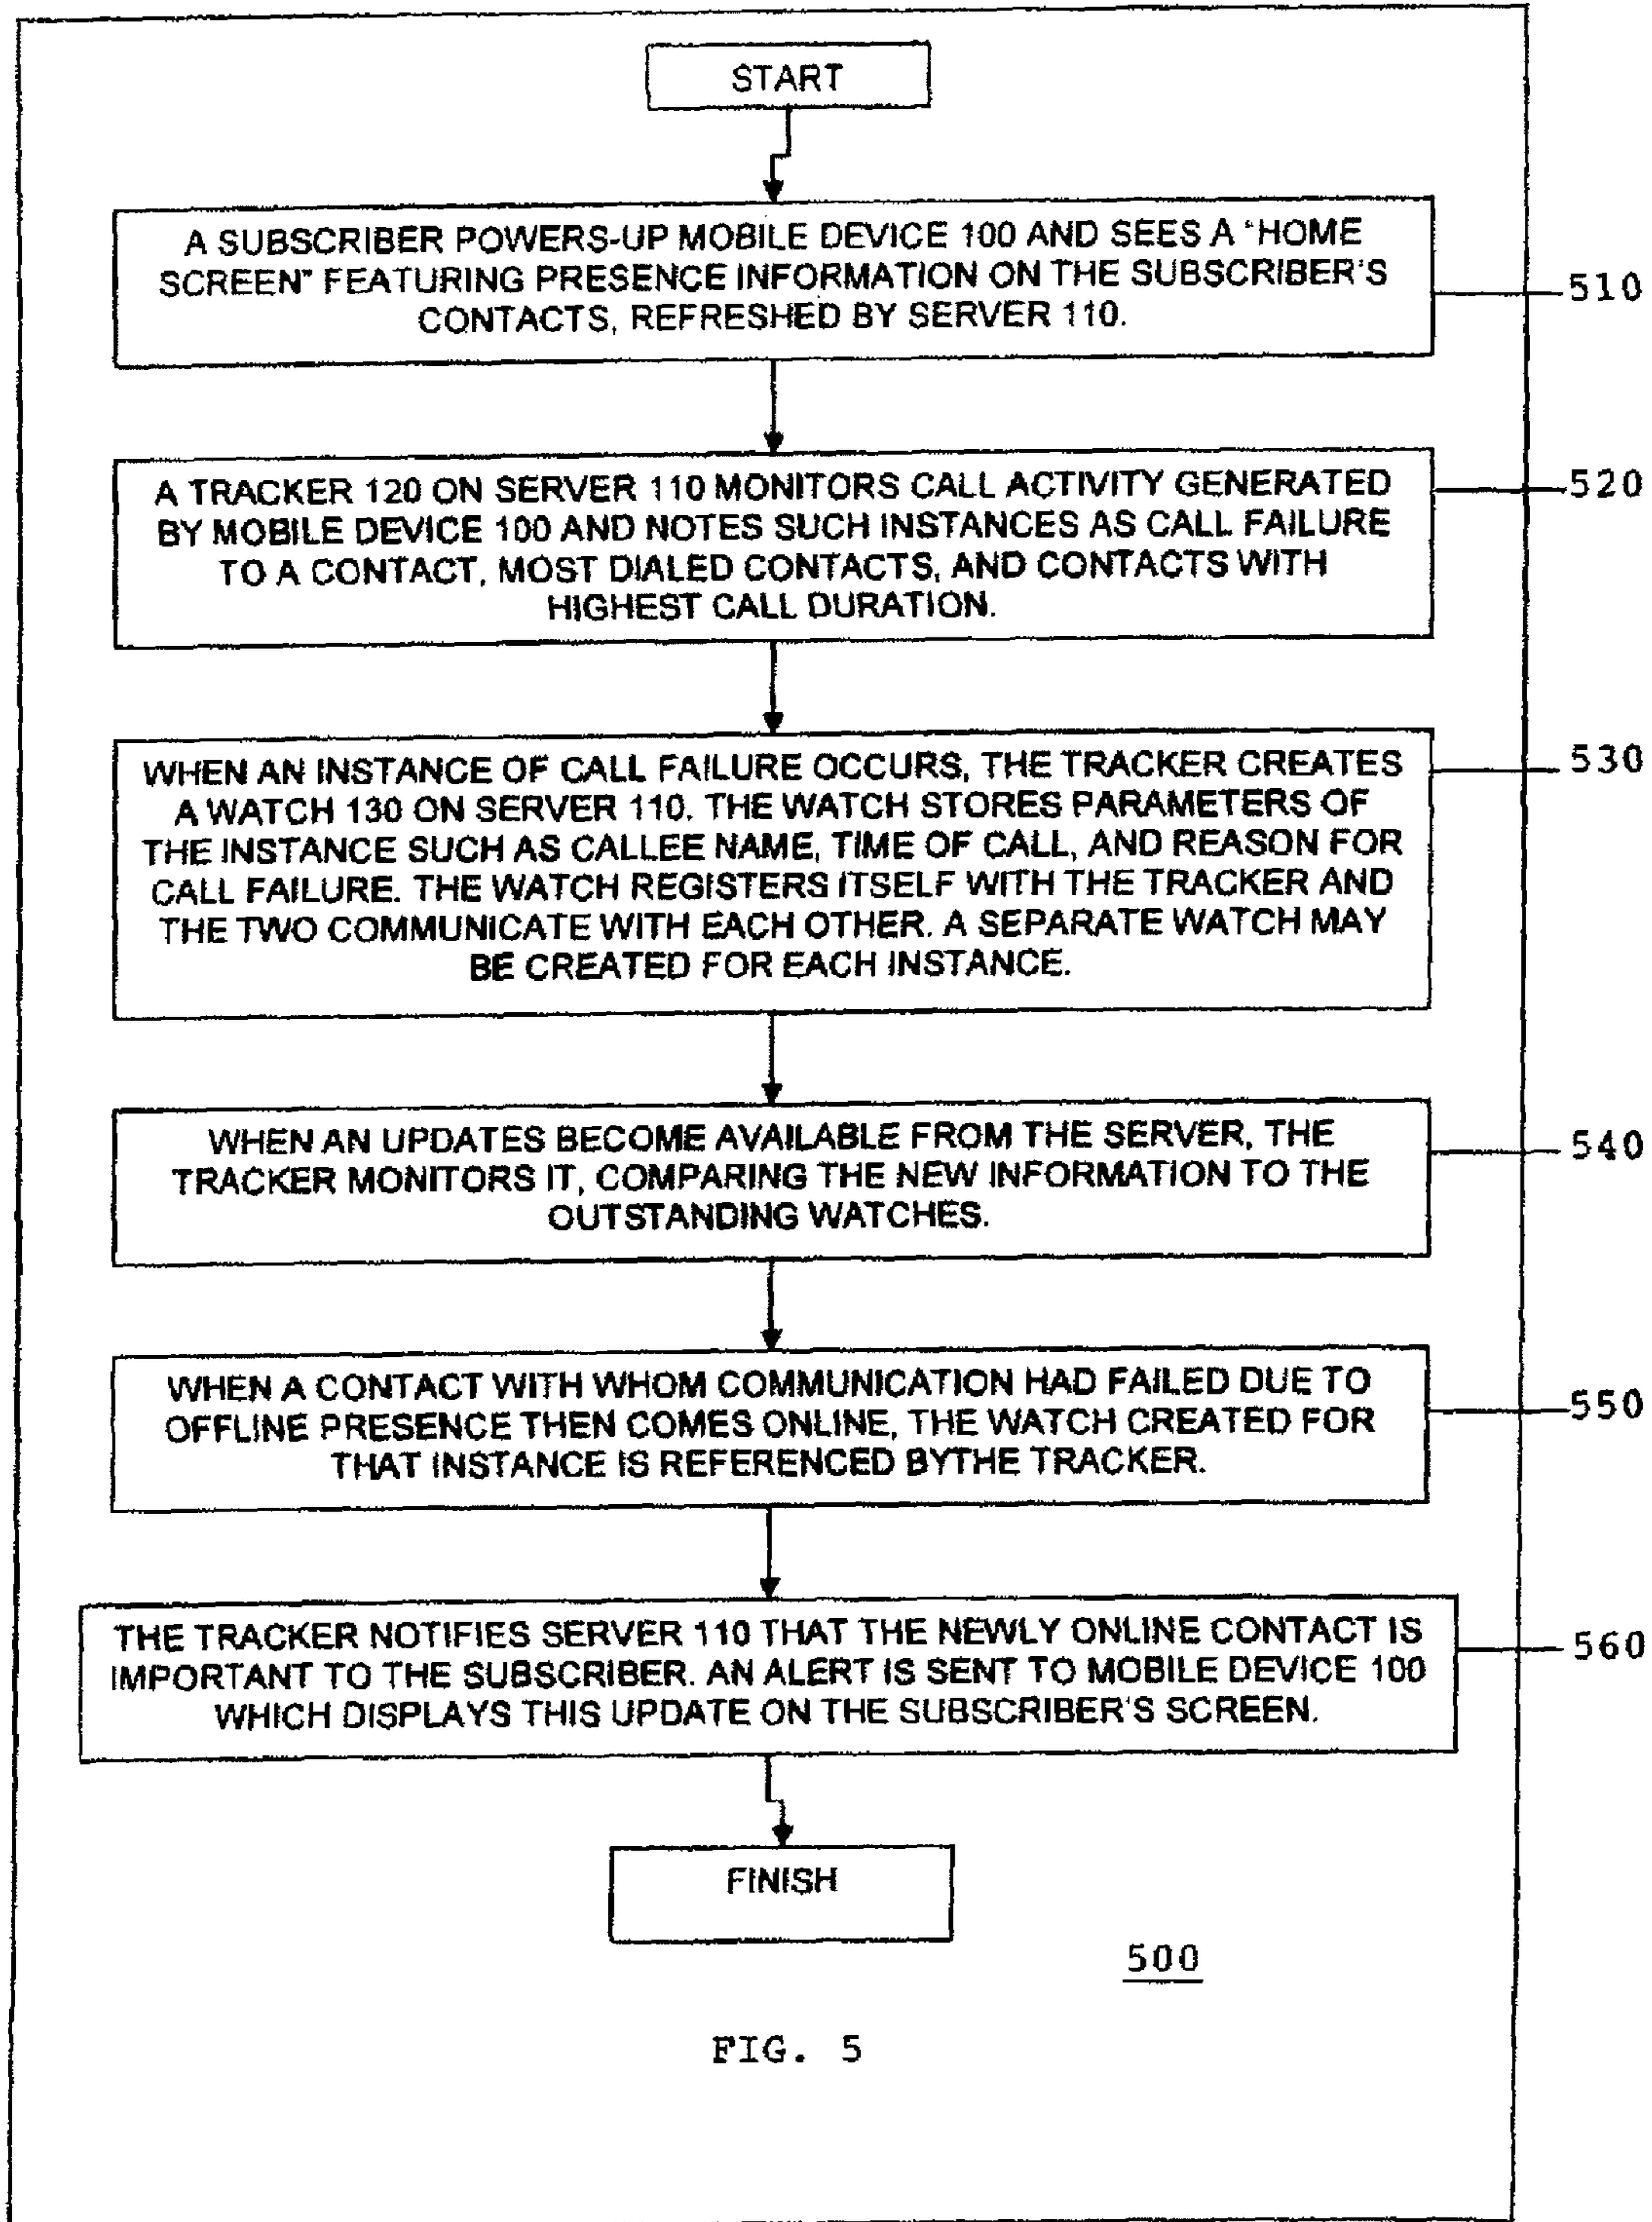 START
A SUBSCRIBER POWERS-UP MOBILE DEVICE 100 AND SEES A "HOME
SCREEN" FEATURING PRESENCE INFORMATION ON THE SUBSCRIBER'S
CONTACTS, REFRESHED BY SERVER 110.
510
A TRACKER 120 ON SERVER 110 MONITORS CALL ACTIVITY GENERATED
BY MOBILE DEVICE 100 AND NOTES SUCH INSTANCES AS CALL FAILURE
TO A CONTACT, MOST DIALED CONTACTS, AND CONTACTS WITH
HIGHEST CALL DURATION.
520
WHEN AN INSTANCE OF CALL FAILURE OCCURS, THE TRACKER CREATES
A WATCH 130 ON SERVER 110. THE WATCH STORES PARAMETERS OF
THE INSTANCE SUCH AS CALLEE NAME, TIME OF CALL, AND REASON FOR
CALL FAILURE. THE WATCH REGISTERS ITSELF WITH THE TRACKER AND
THE TWO COMMUNICATE WITH EACH OTHER. A SEPARATE WATCH MAY
BE CREATED FOR EACH INSTANCE.
530
WHEN AN UPDATES BECOME AVAILABLE FROM THE SERVER, THE
TRACKER MONITORS IT, COMPARING THE NEW INFORMATION TO THE
OUTSTANDING WATCHES.
540
WHEN A CONTACT WITH WHOM COMMUNICATION HAD FAILED DUE TO
OFFLINE PRESENCE THEN COMES ONLINE, THE WATCH CREATED FOR
THAT INSTANCE IS REFERENCED BYTHE TRACKER.
550
THE TRACKER NOTIFIES SERVER 110 THAT THE NEWLY ONLINE CONTACT IS
IMPORTANT TO THE SUBSCRIBER. AN ALERT IS SENT TO MOBILE DEVICE 100
WHICH DISPLAYS THIS UPDATE ON THE SUBSCRIBER'S SCREEN.
560
FINISH
500
FIG. 5